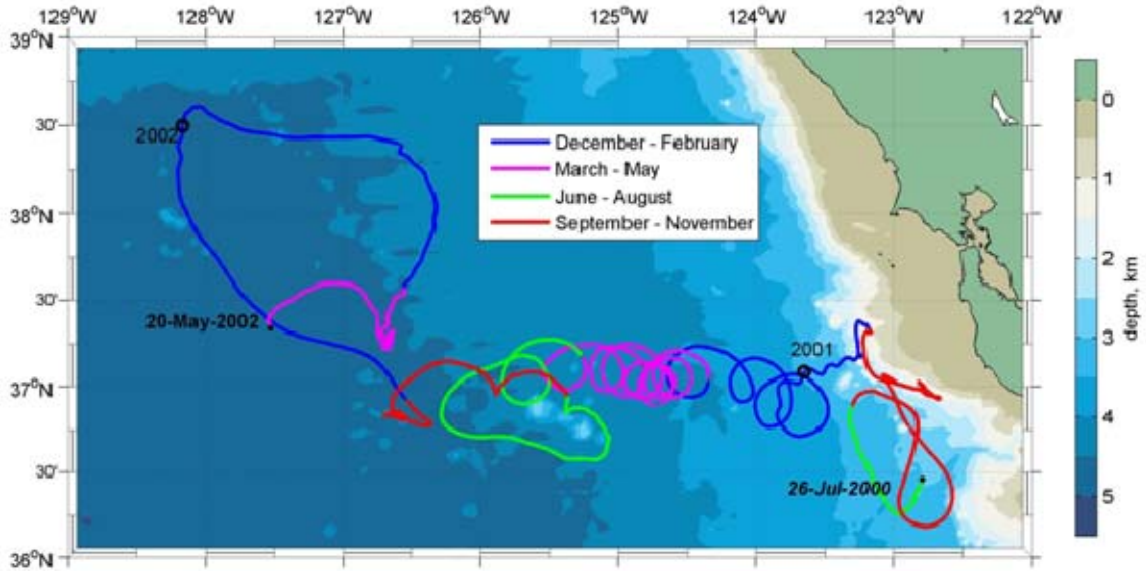 129°W 128°W 127°W 126°W 125°W 124°W 123°W 122°W
39°N
30'
38°N
30'
37°N
30'
36°N
2002
20-May-2002
2001
26-Jul-2000
December - February
March - May
June - August
September - November
0
1
2
3
4
5
depth, km